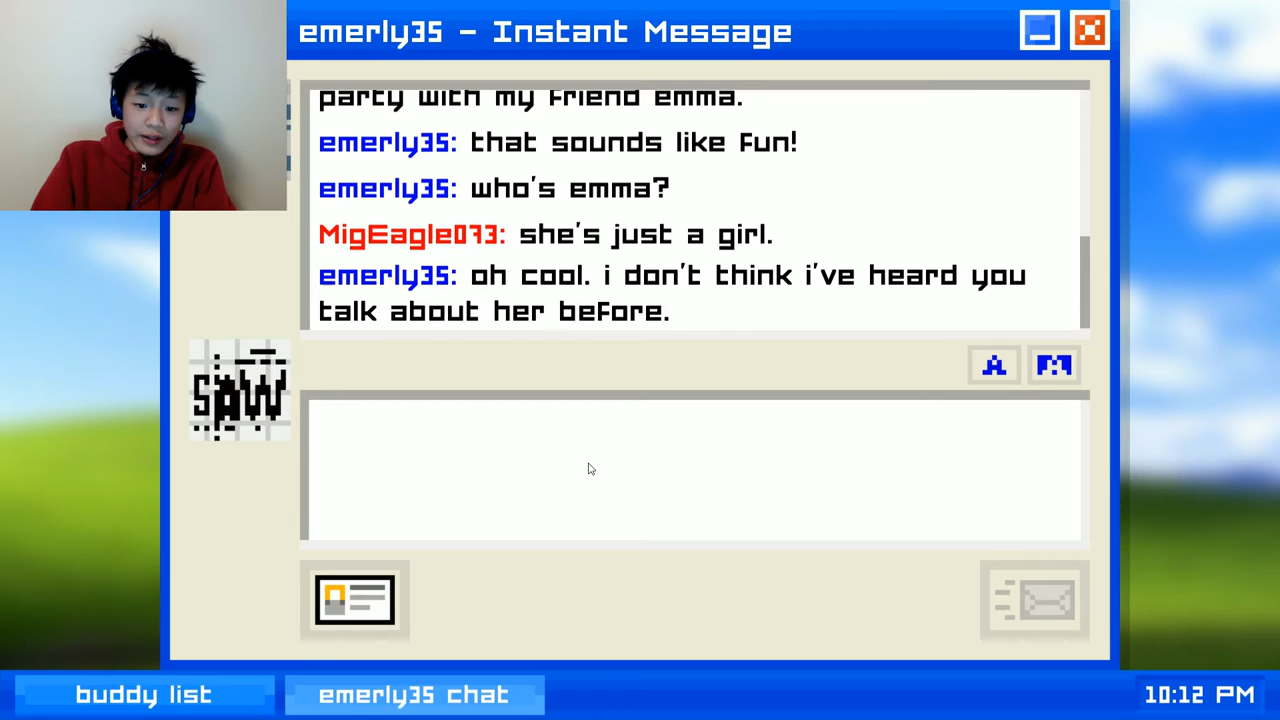 emerly35 - Instant Message
party with my friend emma.
emerly35: that sounds like fun!
emerly35: who's emma?
MigEagle073: she's just a girl.
emerly35: oh cool. i don't think i've heard you
talk about her before.
A
saw
buddy list
emerly35 chat
10:12 PM